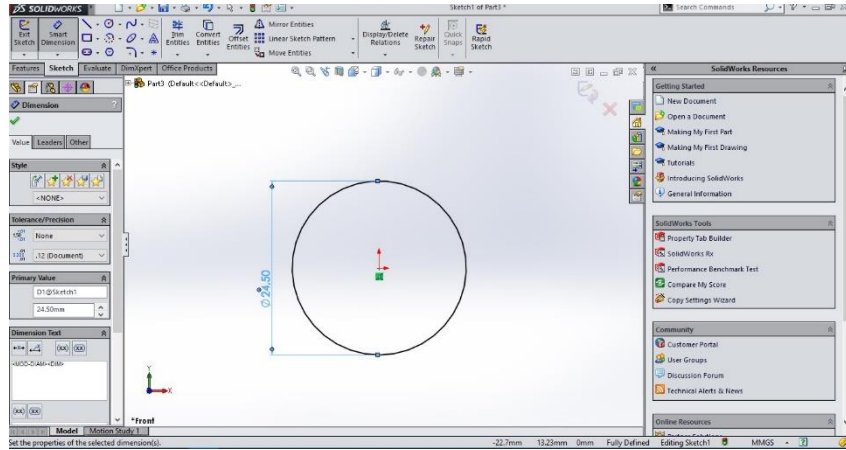 SOLIDWORKS
Sketch1 of Part3 *
Search Commands
Exit Sketch
Smart Dimension
Trim Entities
Convert Entities
Offset Entities
Mirror Entities
Linear Sketch Pattern
Move Entities
Display/Delete Relations
Repair Sketch
Quick Snaps
Rapid Sketch
Features Sketch Evaluate DimXpert Office Products
Part3 (Default<<Default>_...
Dimension
?
Value Leaders Other
Style
<NONE>
Tolerance/Precision
None
.12 (Document)
Primary Value
D1@Sketch1
24.50mm
Dimension Text
(xx) (xx)
<MOD-DIAM><DIM>
(xx) (xx)
∅24.50
Y
X
*Front
Model Motion Study 1
Set the properties of the selected dimension(s).
-22.7mm 13.23mm 0mm Fully Defined Editing Sketch1 MMGS
SolidWorks Resources
Getting Started
New Document
Open a Document
Making My First Part
Making My First Drawing
Tutorials
Introducing SolidWorks
General Information
SolidWorks Tools
Property Tab Builder
SolidWorks Rx
Performance Benchmark Test
Compare My Score
Copy Settings Wizard
Community
Customer Portal
User Groups
Discussion Forum
Technical Alerts & News
Online Resources